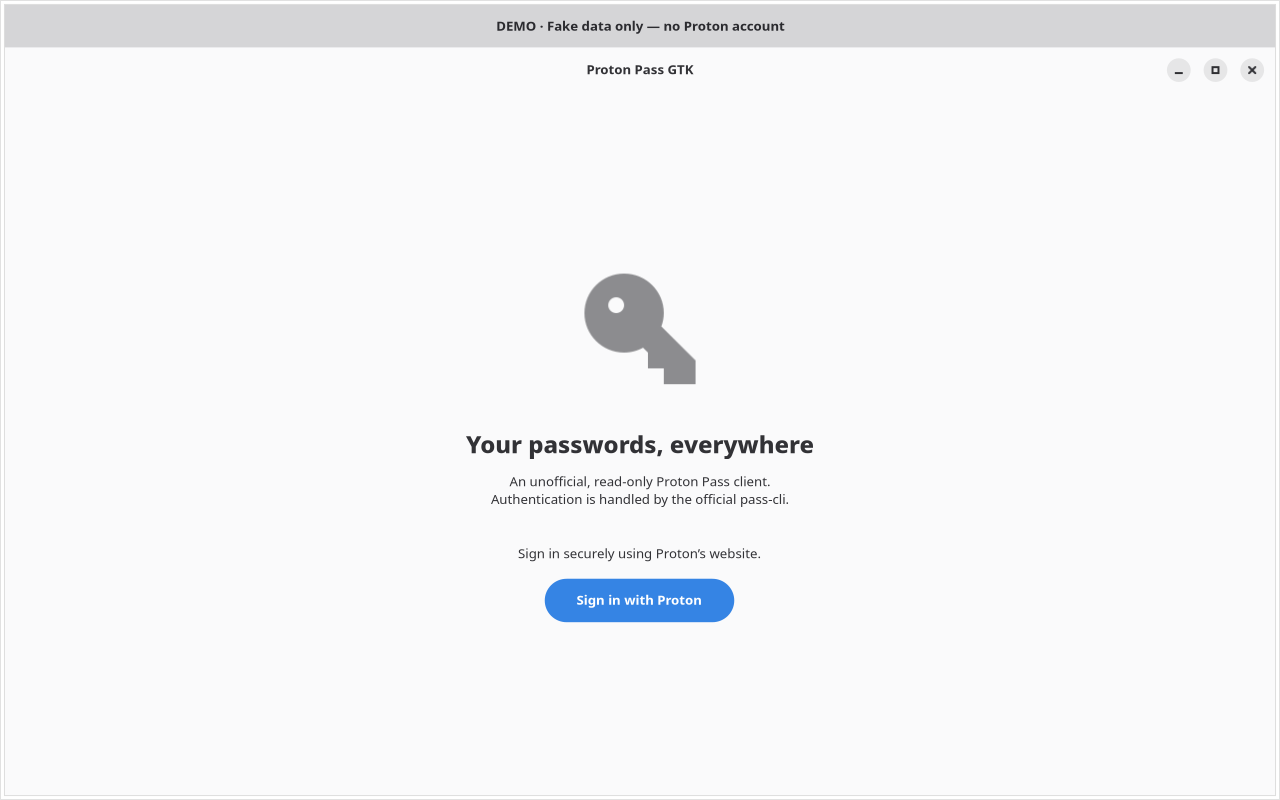 DEMO · Fake data only — no Proton account
Proton Pass GTK
Your passwords, everywhere
An unofficial, read-only Proton Pass client.
Authentication is handled by the official pass-cli.
Sign in securely using Proton’s website.
Sign in with Proton